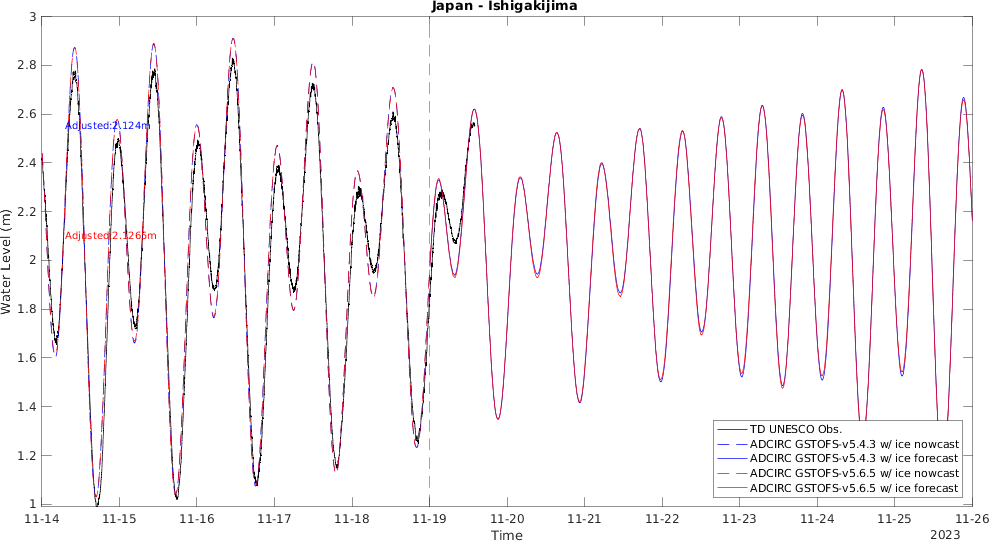 Japan - Ishigakijima
3
2.8
2.6
2.4
2.2
2
1.8
1.6
1.4
1.2
1
Water Level (m)
Adjusted:2.124m
Adjusted:2.1265m
TD UNESCO Obs.
ADCIRC GSTOFS-v5.4.3 w/ ice nowcast
ADCIRC GSTOFS-v5.4.3 w/ ice forecast
ADCIRC GSTOFS-v5.6.5 w/ ice nowcast
ADCIRC GSTOFS-v5.6.5 w/ ice forecast
11-14 11-15 11-16 11-17 11-18 11-19 11-20 11-21 11-22 11-23 11-24 11-25 11-26
Time
2023